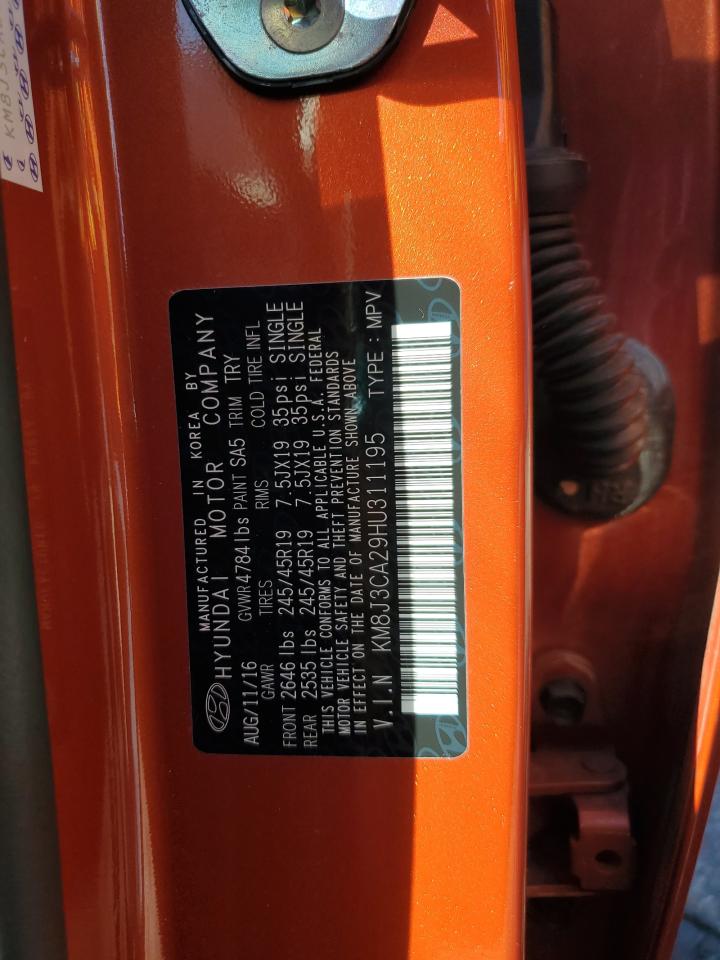 MANUFACTURED IN KOREA BY
HYUNDAI MOTOR COMPANY
AUG/11/16 GVWR 4784 lbs PAINT SA5 TRIM TRY
GAWR TIRES RIMS COLD TIRE INFL
FRONT 2646 lbs 245/45R19 7.5JX19 35psi SINGLE
REAR 2535 lbs 245/45R19 7.5JX19 35psi SINGLE
THIS VEHICLE CONFORMS TO ALL APPLICABLE U.S.A. FEDERAL
MOTOR VEHICLE SAFETY AND THEFT PREVENTION STANDARDS
IN EFFECT ON THE DATE OF MANUFACTURE SHOWN ABOVE
V.I.N KM8J3CA29HU311195 TYPE : MPV
RH